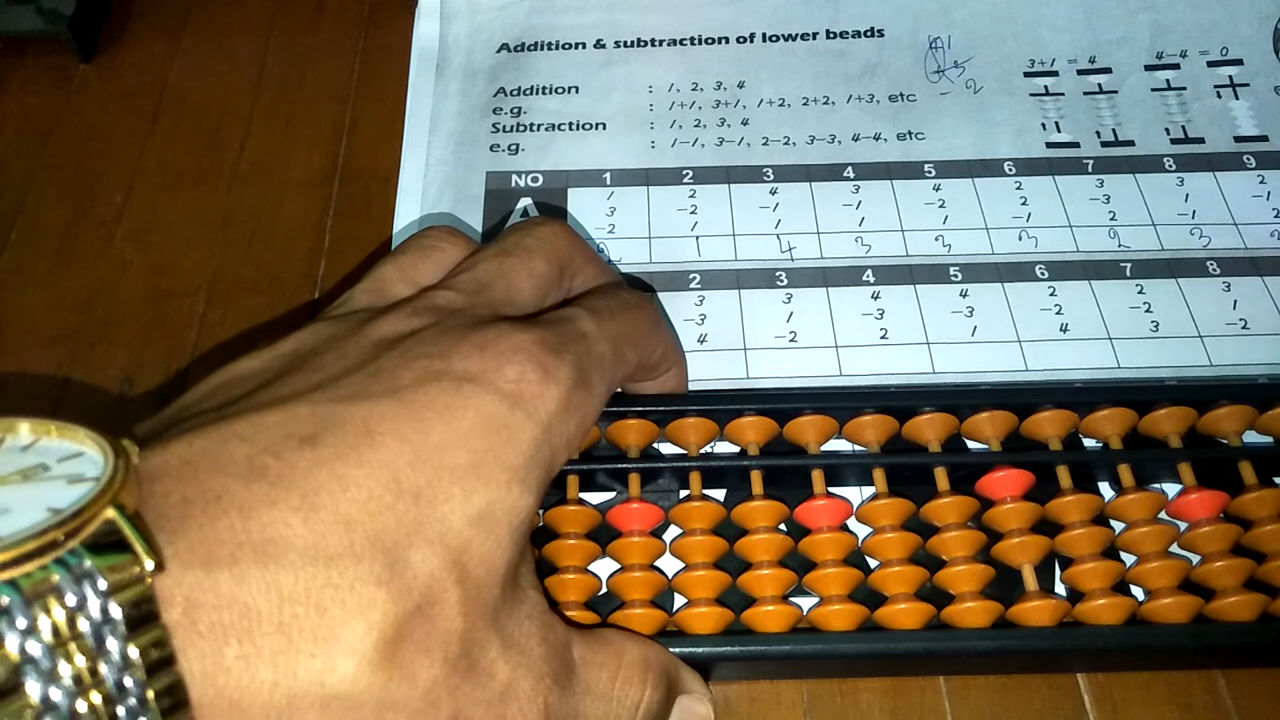 Addition & subtraction of lower beads
Addition : 1, 2, 3, 4
e.g. : 1+1, 3+1, 1+2, 2+2, 1+3, etc
Subtraction : 1, 2, 3, 4
e.g. : 1-1, 3-1, 2-2, 3-3, 4-4, etc
3+1 = 4 4-4 = 0
- 2
NO 1 2 3 4 5 6 7 8 9
A 1 2 4 3 4 2 3 3 2
3 -2 -1 -1 -2 2 -3 1 -1
-2 1 1 1 1 -1 2 -1 2
2 1 4 3 3 3 2 3
2 3 4 5 6 7 8
3 3 4 4 2 2 3
-3 1 -3 -3 -2 -2 1
4 -2 2 1 4 3 -2